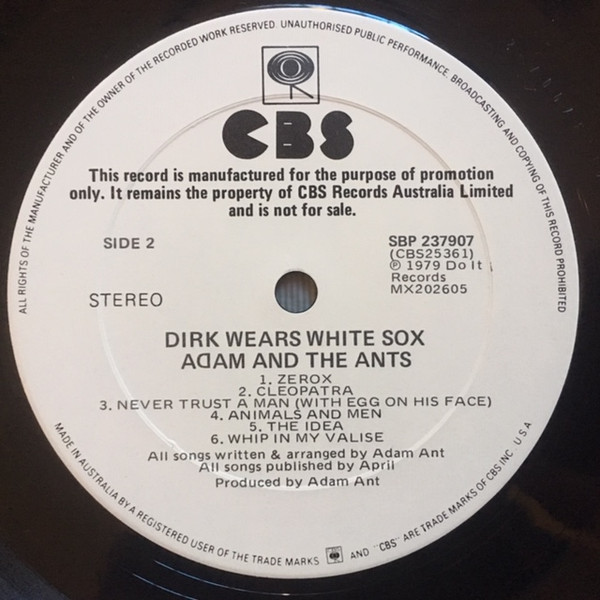 ALL RIGHTS OF THE MANUFACTURER AND OF THE OWNER OF THE RECORDED WORK RESERVED. UNAUTHORISED PUBLIC PERFORMANCE, BROADCASTING AND COPYING OF THIS RECORD PROHIBITED
CBS
This record is manufactured for the purpose of promotion
only. It remains the property of CBS Records Australia Limited
and is not for sale.
SIDE 2
SBP 237907
(CBS25361)
℗ 1979 Do It
Records
MX202605
STEREO
DIRK WEARS WHITE SOX
ADAM AND THE ANTS
1. ZEROX
2. CLEOPATRA
3. NEVER TRUST A MAN (WITH EGG ON HIS FACE)
4. ANIMALS AND MEN
5. THE IDEA
6. WHIP IN MY VALISE
All songs written & arranged by Adam Ant
All songs published by April
Produced by Adam Ant
MADE IN AUSTRALIA BY A REGISTERED USER OF THE TRADE MARKS AND "CBS" ARE TRADE MARKS OF CBS INC. U S A